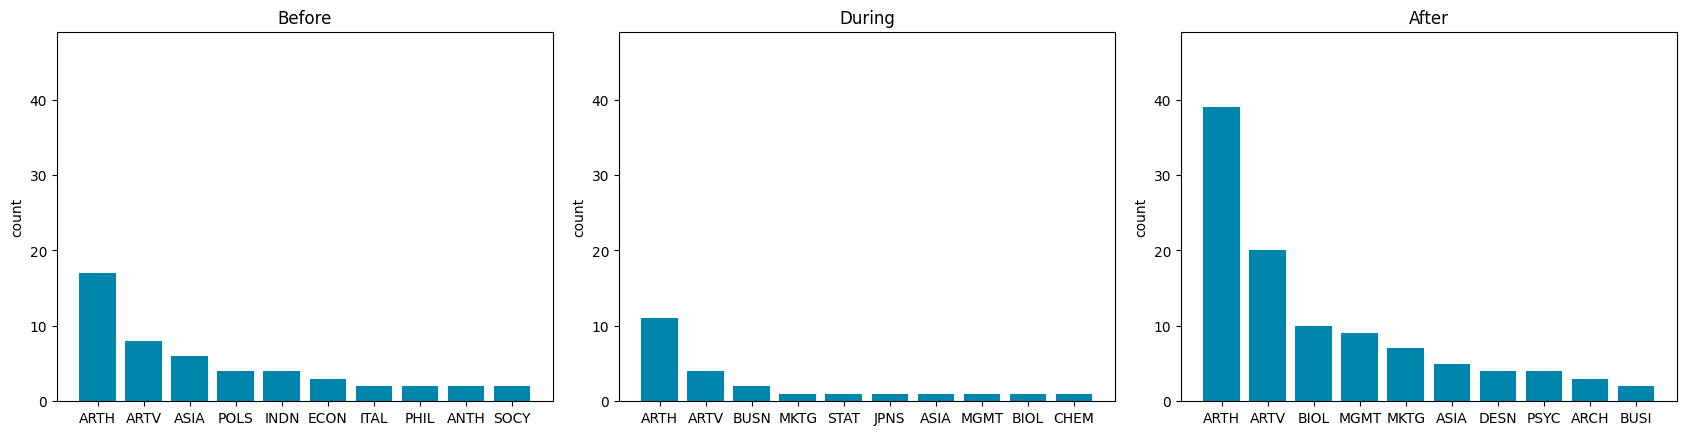 Before
count
40
30
20
10
0
ARTH ARTV ASIA POLS INDN ECON ITAL PHIL ANTH SOCY
During
count
40
30
20
10
0
ARTH ARTV BUSN MKTG STAT JPNS ASIA MGMT BIOL CHEM
After
count
40
30
20
10
0
ARTH ARTV BIOL MGMT MKTG ASIA DESN PSYC ARCH BUSI